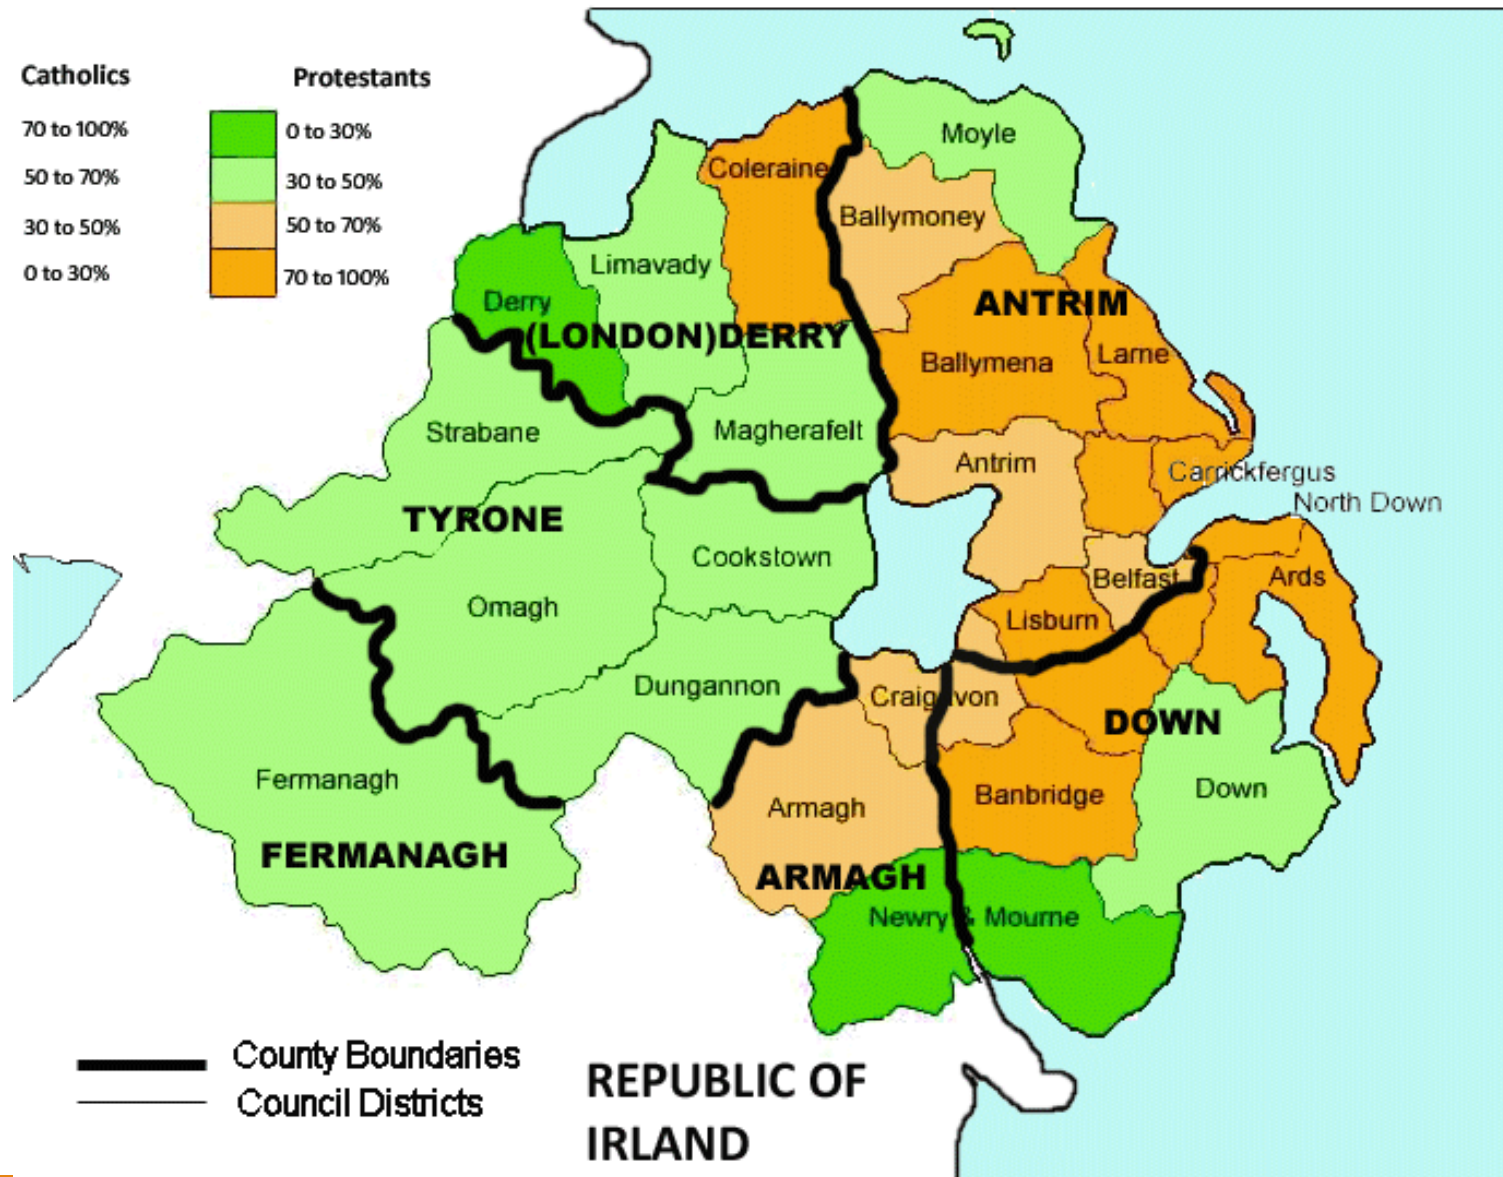 Catholics
Protestants
70 to 100%
0 to 30%
50 to 70%
30 to 50%
30 to 50%
50 to 70%
0 to 30%
70 to 100%
Moyle
Coleraine
Ballymoney
Limavady
Derry
ANTRIM
(LONDON)DERRY
Ballymena
Larne
Strabane
Magherafelt
Antrim
Carrickfergus
North Down
TYRONE
Cookstown
Belfast
Ards
Omagh
Lisburn
Dungannon
Craigavon
DOWN
Fermanagh
Banbridge
Down
Armagh
FERMANAGH
ARMAGH
Newry & Mourne
County Boundaries
Council Districts
REPUBLIC OF
IRLAND